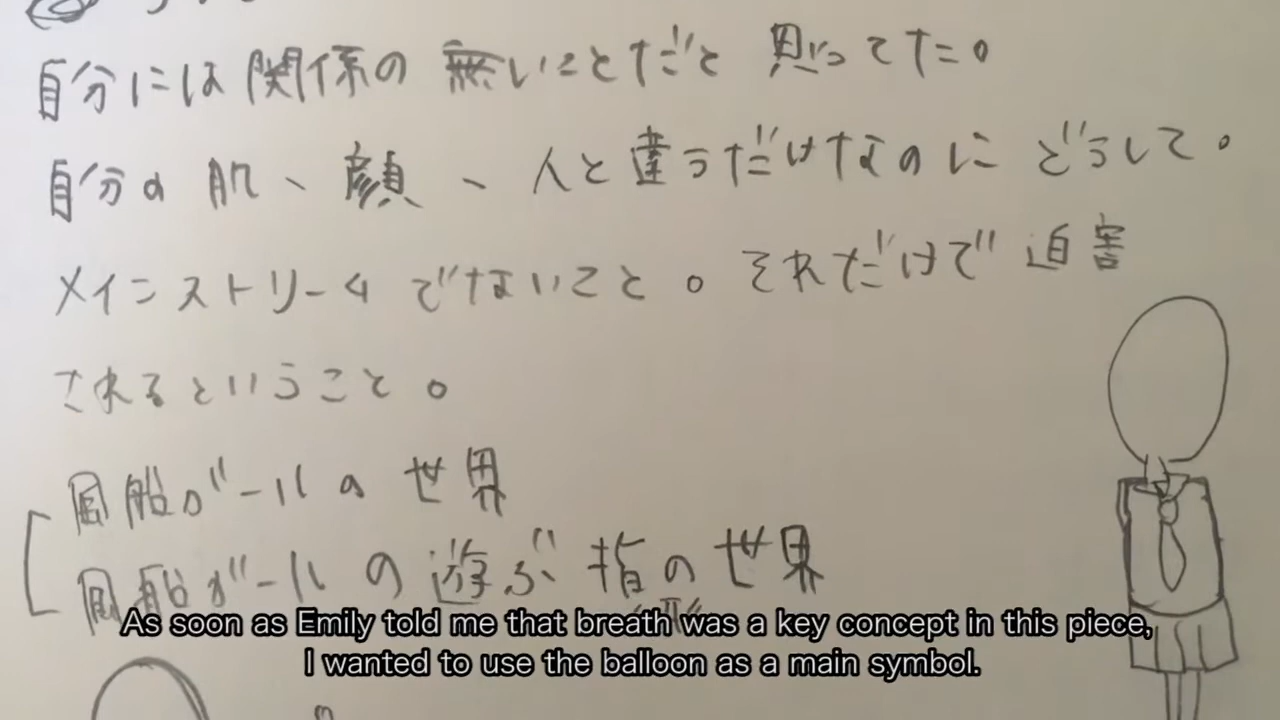 自分には関係の無いことだと思ってた。
自分の肌、顔、人と違うだけなのにどうして。
メインストリームでないこと。それだけで迫害
されるということ。
風船ガールの世界
風船ガールの遊ぶ指の世界
As soon as Emily told me that breath was a key concept in this piece,
I wanted to use the balloon as a main symbol.